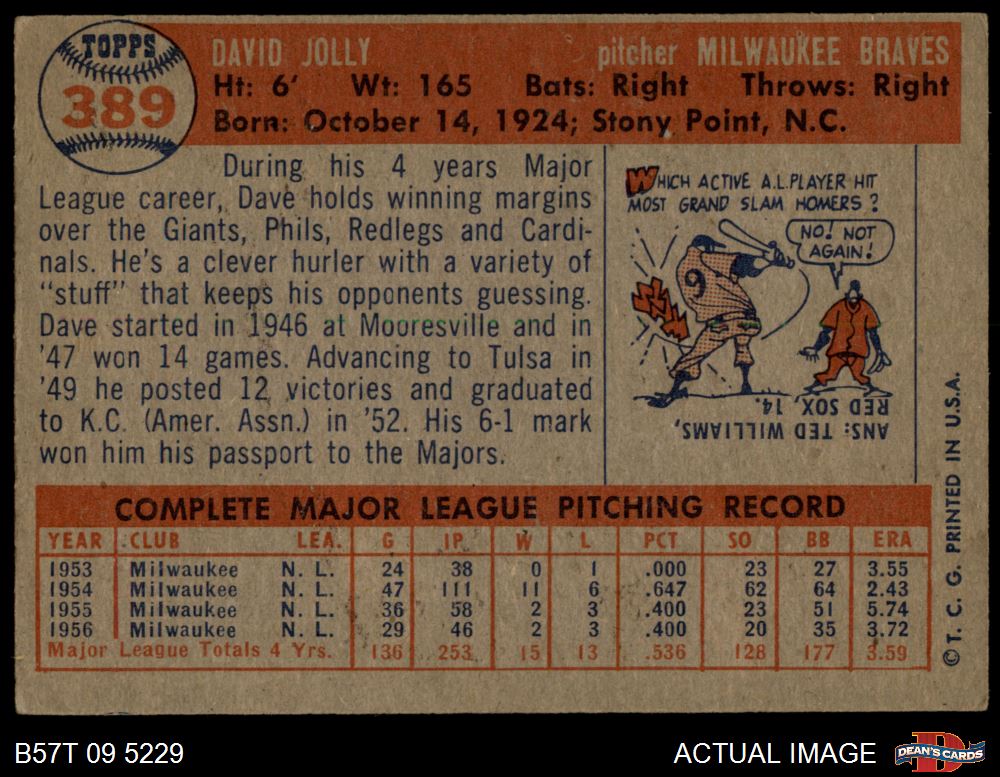 TOPPS
389
DAVID JOLLY pitcher MILWAUKEE BRAVES
Ht: 6' Wt: 165 Bats: Right Throws: Right
Born: October 14, 1924; Stony Point, N.C.
During his 4 years Major
League career, Dave holds winning margins
over the Giants, Phils, Redlegs and Cardi-
nals. He's a clever hurler with a variety of
"stuff" that keeps his opponents guessing.
Dave started in 1946 at Mooresville and in
'47 won 14 games. Advancing to Tulsa in
'49 he posted 12 victories and graduated
to K.C. (Amer. Assn.) in '52. His 6-1 mark
won him his passport to the Majors.
WHICH ACTIVE A.L. PLAYER HIT
MOST GRAND SLAM HOMERS?
NO! NOT
AGAIN!
9
ANS: TED WILLIAMS,
RED SOX, 14.
COMPLETE MAJOR LEAGUE PITCHING RECORD
YEAR CLUB LEA. G IP W L PCT SO BB ERA
1953 Milwaukee N. L. 24 38 0 1 .000 23 27 3.55
1954 Milwaukee N. L. 47 111 11 6 .647 62 64 2.43
1955 Milwaukee N. L. 36 58 2 3 .400 23 51 5.74
1956 Milwaukee N. L. 29 46 2 3 .400 20 35 3.72
Major League Totals 4 Yrs. 136 253 15 13 .536 128 177 3.59
© T. C. G. PRINTED IN U.S.A.
B57T 09 5229 ACTUAL IMAGE
D
DEAN'S CARDS